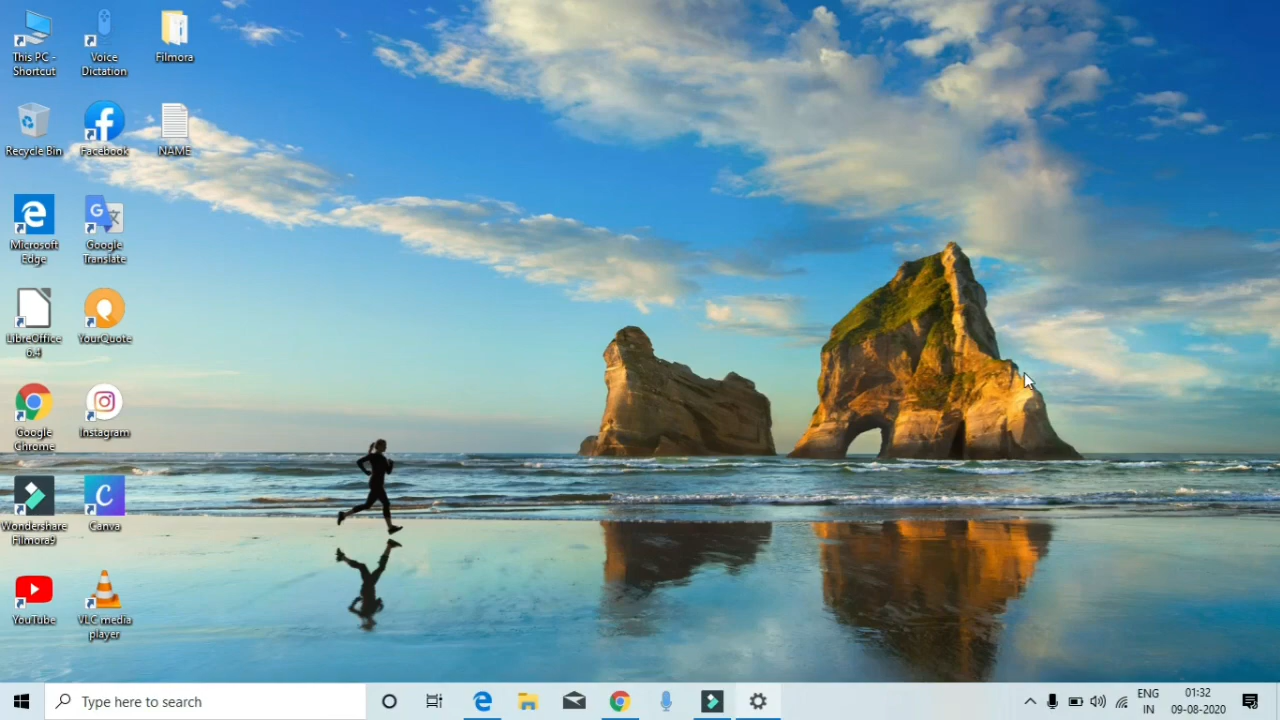 This PC -
Shortcut
Voice
Dictation
Filmora
Recycle Bin
Facebook
NAME
Microsoft
Edge
Google
Translate
LibreOffice
6.4
YourQuote
Google
Chrome
Instagram
Wondershare
Filmora9
Canva
YouTube
VLC media
player
Type here to search
ENG
IN
01:32
09-08-2020